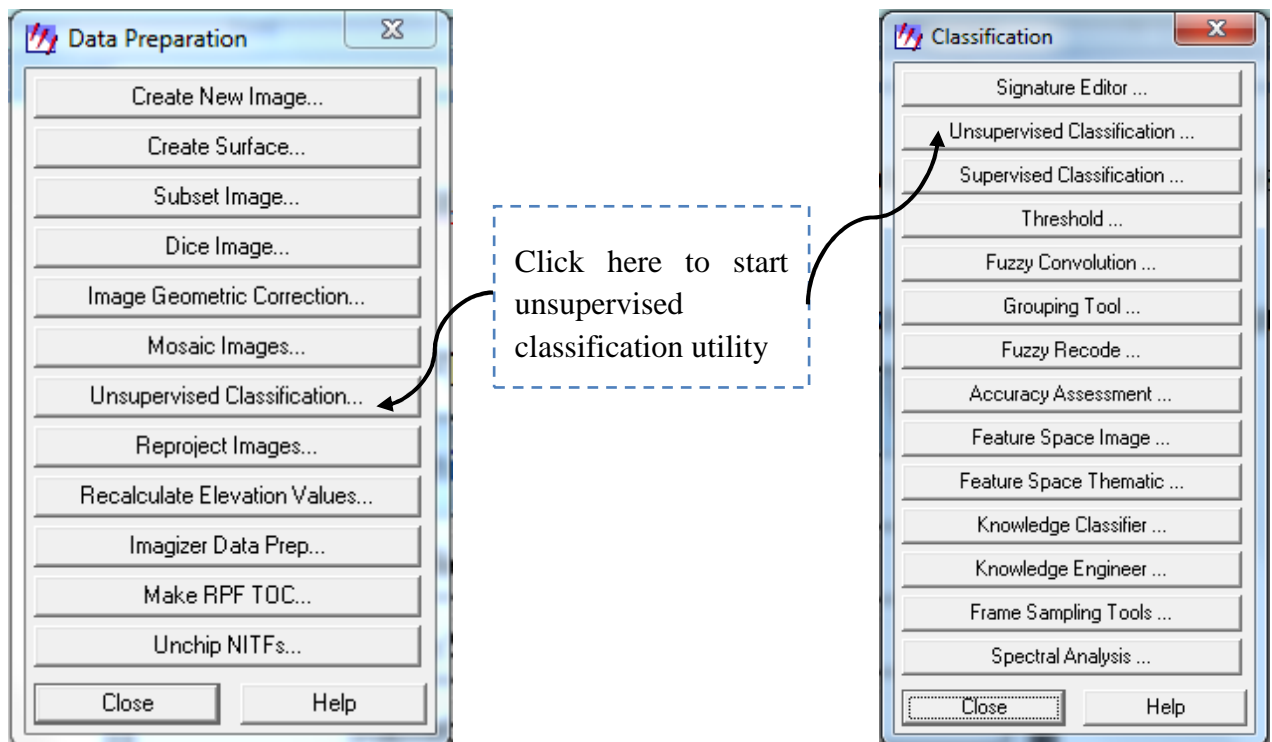 Data Preparation
Create New Image...
Create Surface...
Subset Image...
Dice Image...
Image Geometric Correction...
Mosaic Images...
Unsupervised Classification...
Reproject Images...
Recalculate Elevation Values...
Imagizer Data Prep...
Make RPF TOC...
Unchip NITFs...
Close Help
Click here to start
unsupervised
classification utility
Classification
Signature Editor ...
Unsupervised Classification ...
Supervised Classification ...
Threshold ...
Fuzzy Convolution ...
Grouping Tool ...
Fuzzy Recode ...
Accuracy Assessment ...
Feature Space Image ...
Feature Space Thematic ...
Knowledge Classifier ...
Knowledge Engineer ...
Frame Sampling Tools ...
Spectral Analysis ...
Close Help